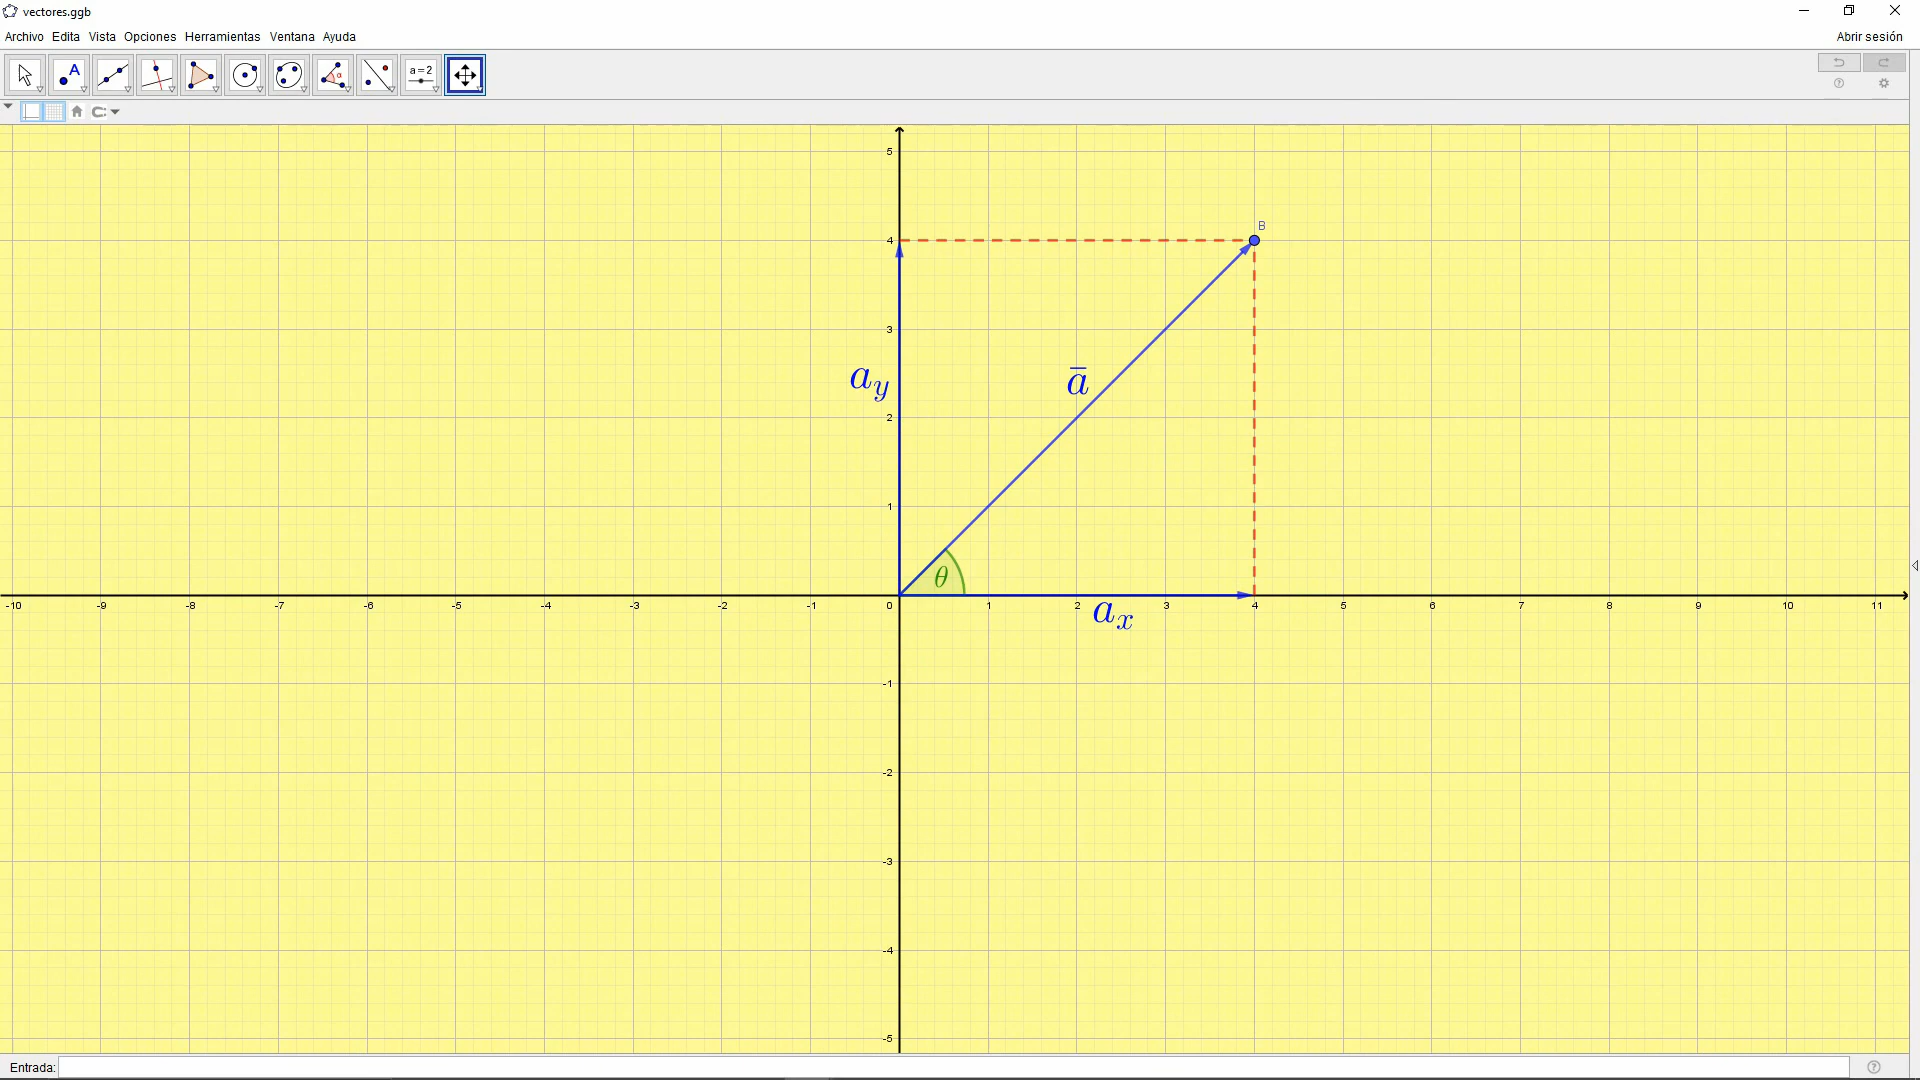 vectores.ggb
Archivo Edita Vista Opciones Herramientas Ventana Ayuda
Abrir sesión
A
α
a=2
5
B
4
3
a_y
ā
2
1
θ
-10 -9 -8 -7 -6 -5 -4 -3 -2 -1 0 1 2 3 4 5 6 7 8 9 10 11
a_x
-1
-2
-3
-4
-5
Entrada: